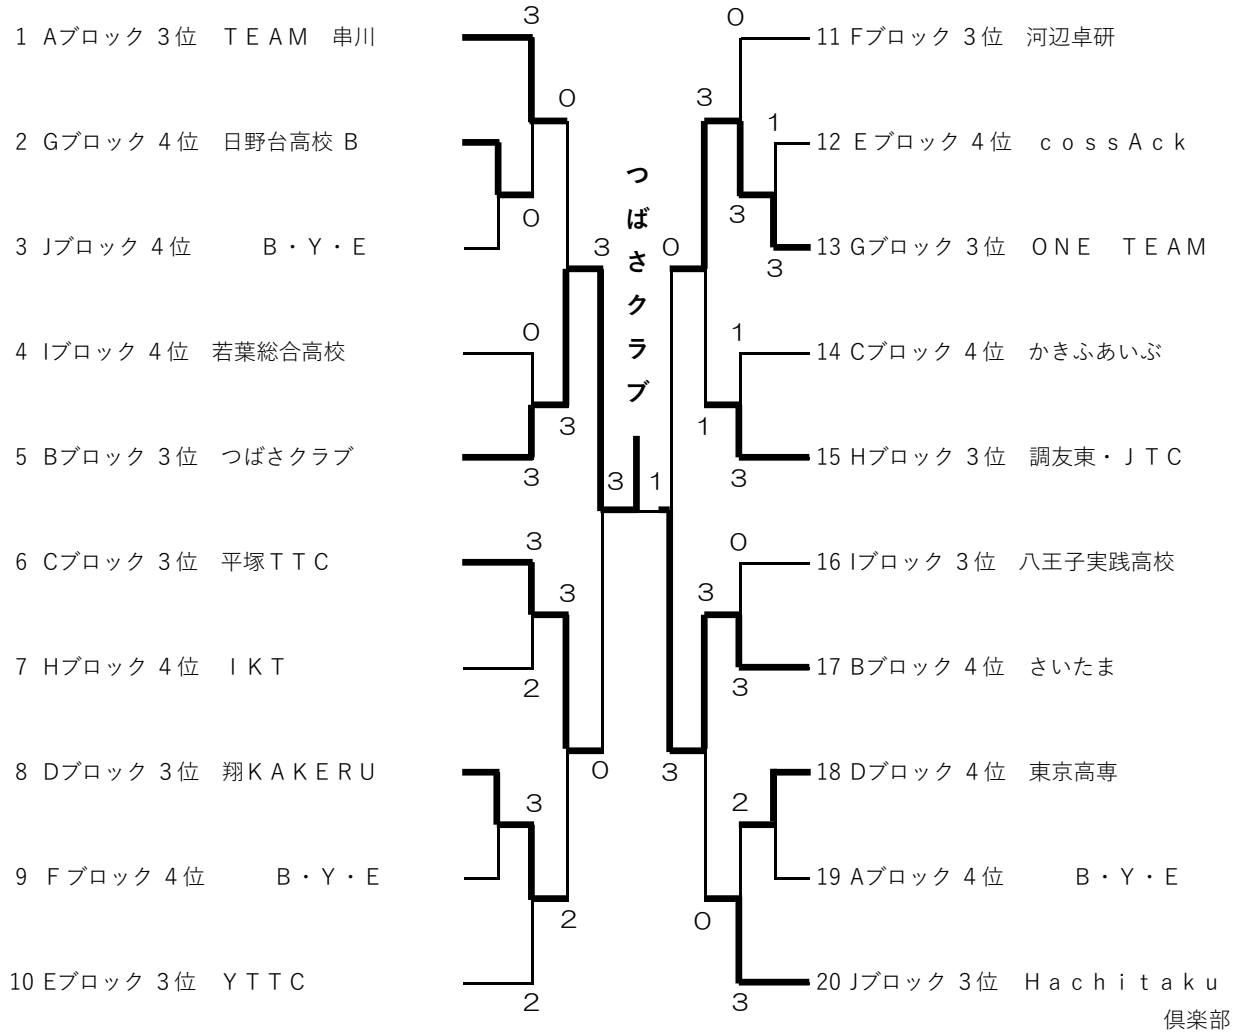 1 Aブロック 3位 ＴＥＡＭ 串川
2 Gブロック 4位 日野台高校 B
3 Jブロック 4位 Ｂ・Ｙ・Ｅ
4 Iブロック 4位 若葉総合高校
5 Bブロック 3位 つばさクラブ
6 Cブロック 3位 平塚ＴＴＣ
7 Hブロック 4位 ＩＫＴ
8 Dブロック 3位 翔ＫＡＫＥＲＵ
9 Ｆブロック 4位 Ｂ・Ｙ・Ｅ
10 Eブロック 3位 ＹＴＴＣ
3
0
0
0
3
3
3
3
2
3
2
2
3
0
3
1
つばさクラブ
0
3
0
3
1
3
3
1
1
3
0
3
3
2
0
3
11 Fブロック 3位 河辺卓研
12 Ｅブロック 4位 ｃｏｓｓＡｃｋ
13 Gブロック 3位 ＯＮＥ ＴＥＡＭ
14 Cブロック 4位 かきふあいぶ
15 Hブロック 3位 調友東・ＪＴＣ
16 Iブロック 3位 八王子実践高校
17 Bブロック 4位 さいたま
18 Dブロック 4位 東京高専
19 Aブロック 4位 Ｂ・Ｙ・Ｅ
20 Jブロック 3位 Ｈａｃｈｉｔａｋｕ
倶楽部